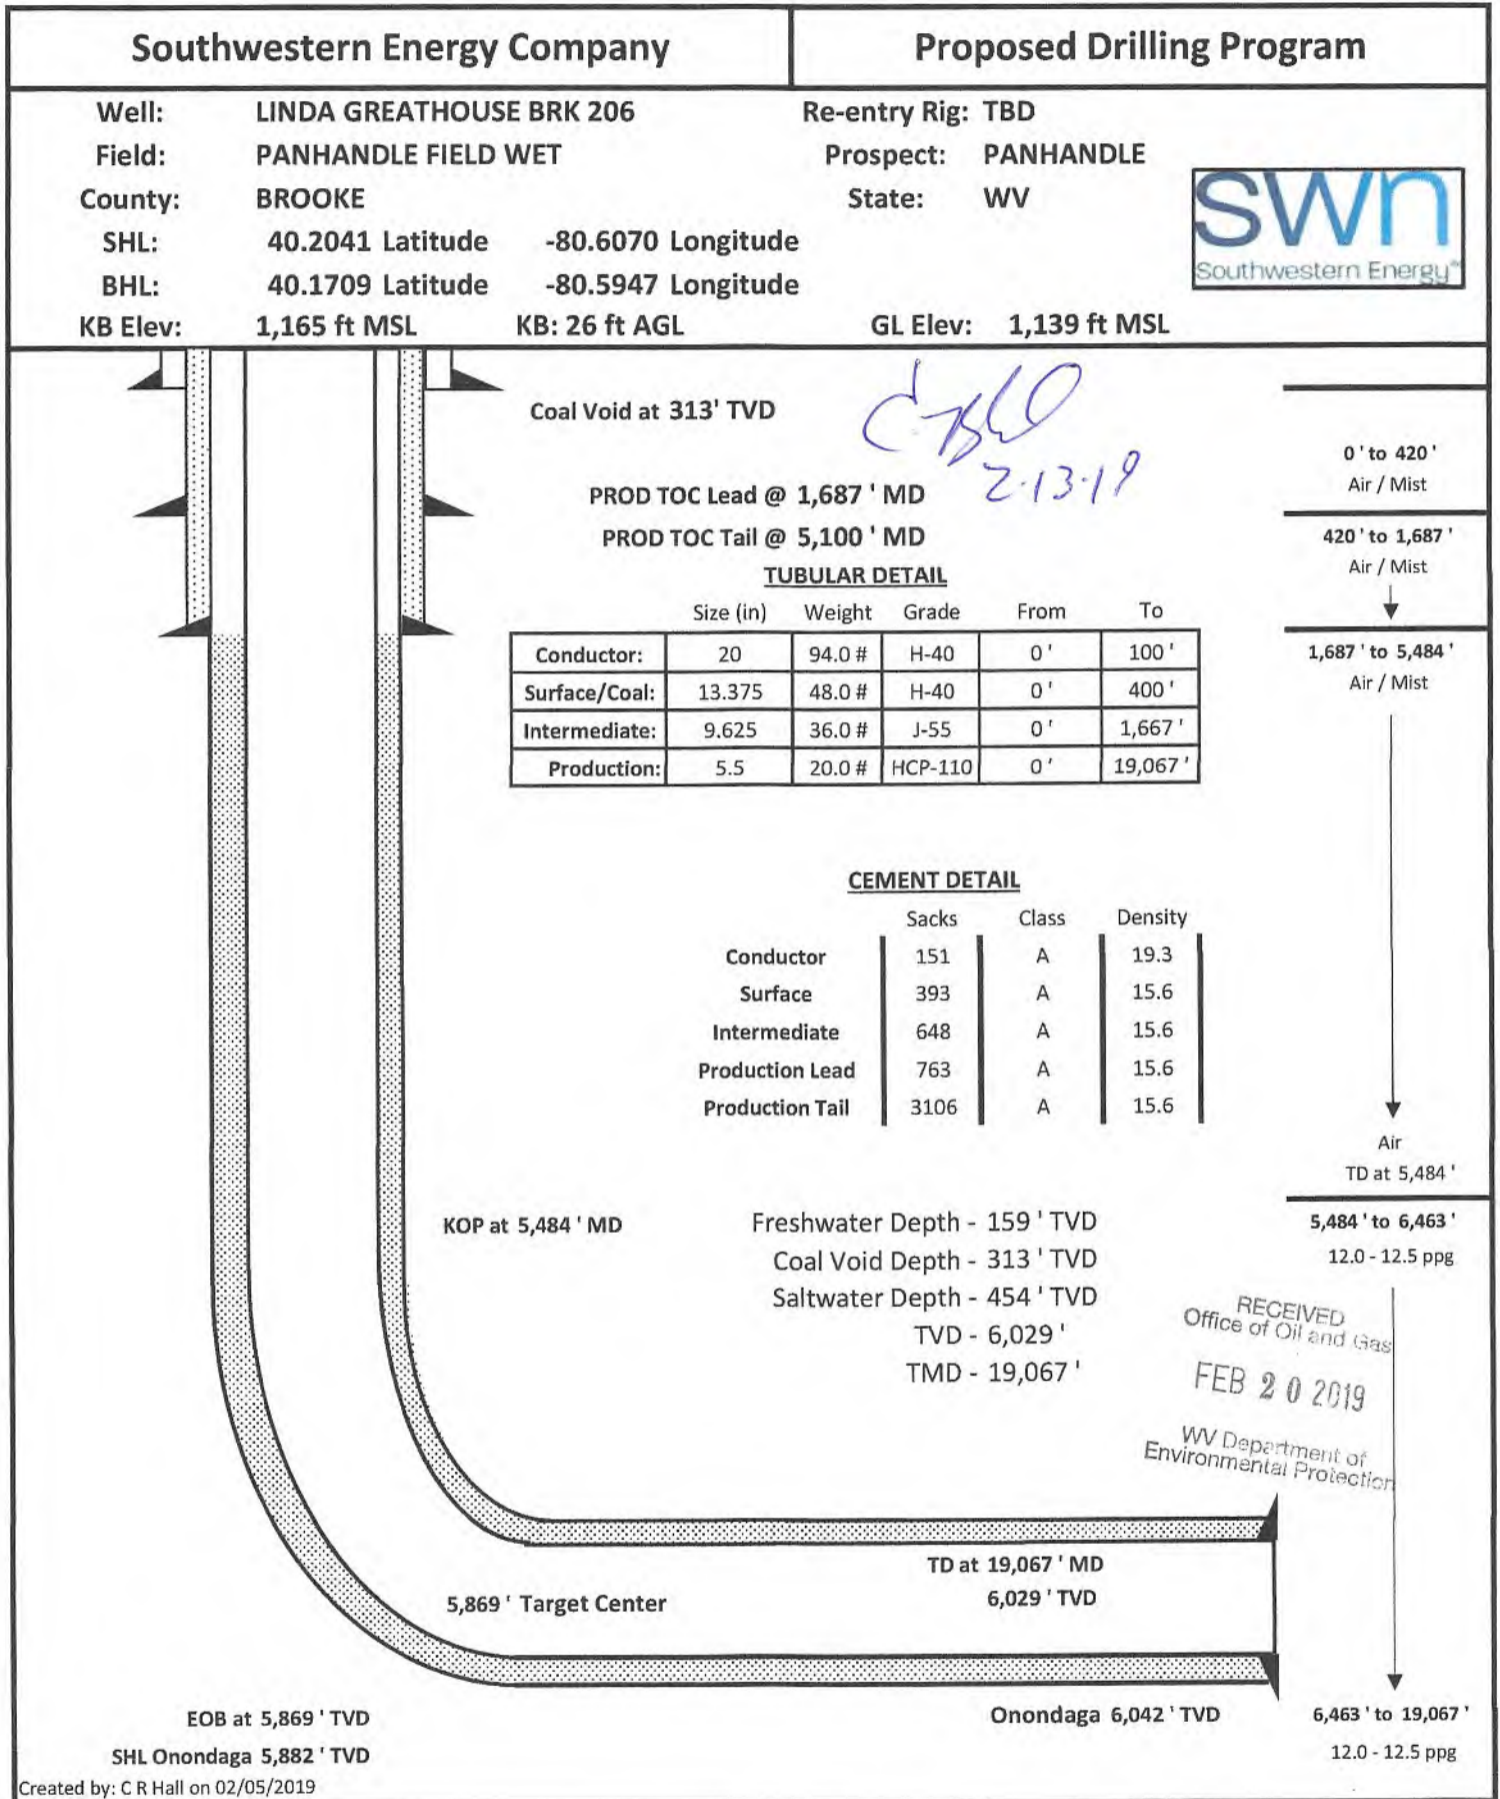 Southwestern Energy Company
Proposed Drilling Program
Well: LINDA GREATHOUSE BRK 206 Re-entry Rig: TBD
Field: PANHANDLE FIELD WET Prospect: PANHANDLE
County: BROOKE State: WV
SHL: 40.2041 Latitude -80.6070 Longitude
BHL: 40.1709 Latitude -80.5947 Longitude
KB Elev: 1,165 ft MSL KB: 26 ft AGL GL Elev: 1,139 ft MSL
swn
Southwestern Energy
Coal Void at 313' TVD
2-13-19
PROD TOC Lead @ 1,687 ' MD
PROD TOC Tail @ 5,100 ' MD
TUBULAR DETAIL
Size (in) Weight Grade From To
Conductor: 20 94.0 # H-40 0 ' 100 '
Surface/Coal: 13.375 48.0 # H-40 0 ' 400 '
Intermediate: 9.625 36.0 # J-55 0 ' 1,667 '
Production: 5.5 20.0 # HCP-110 0 ' 19,067 '
CEMENT DETAIL
Sacks Class Density
Conductor 151 A 19.3
Surface 393 A 15.6
Intermediate 648 A 15.6
Production Lead 763 A 15.6
Production Tail 3106 A 15.6
KOP at 5,484 ' MD
Freshwater Depth - 159 ' TVD
Coal Void Depth - 313 ' TVD
Saltwater Depth - 454 ' TVD
TVD - 6,029 '
TMD - 19,067 '
0 ' to 420 '
Air / Mist
420 ' to 1,687 '
Air / Mist
1,687 ' to 5,484 '
Air / Mist
Air
TD at 5,484 '
5,484 ' to 6,463 '
12.0 - 12.5 ppg
RECEIVED
Office of Oil and Gas
FEB 20 2019
WV Department of
Environmental Protection
TD at 19,067 ' MD
6,029 ' TVD
5,869 ' Target Center
EOB at 5,869 ' TVD
SHL Onondaga 5,882 ' TVD
Onondaga 6,042 ' TVD
6,463 ' to 19,067 '
12.0 - 12.5 ppg
Created by: C R Hall on 02/05/2019